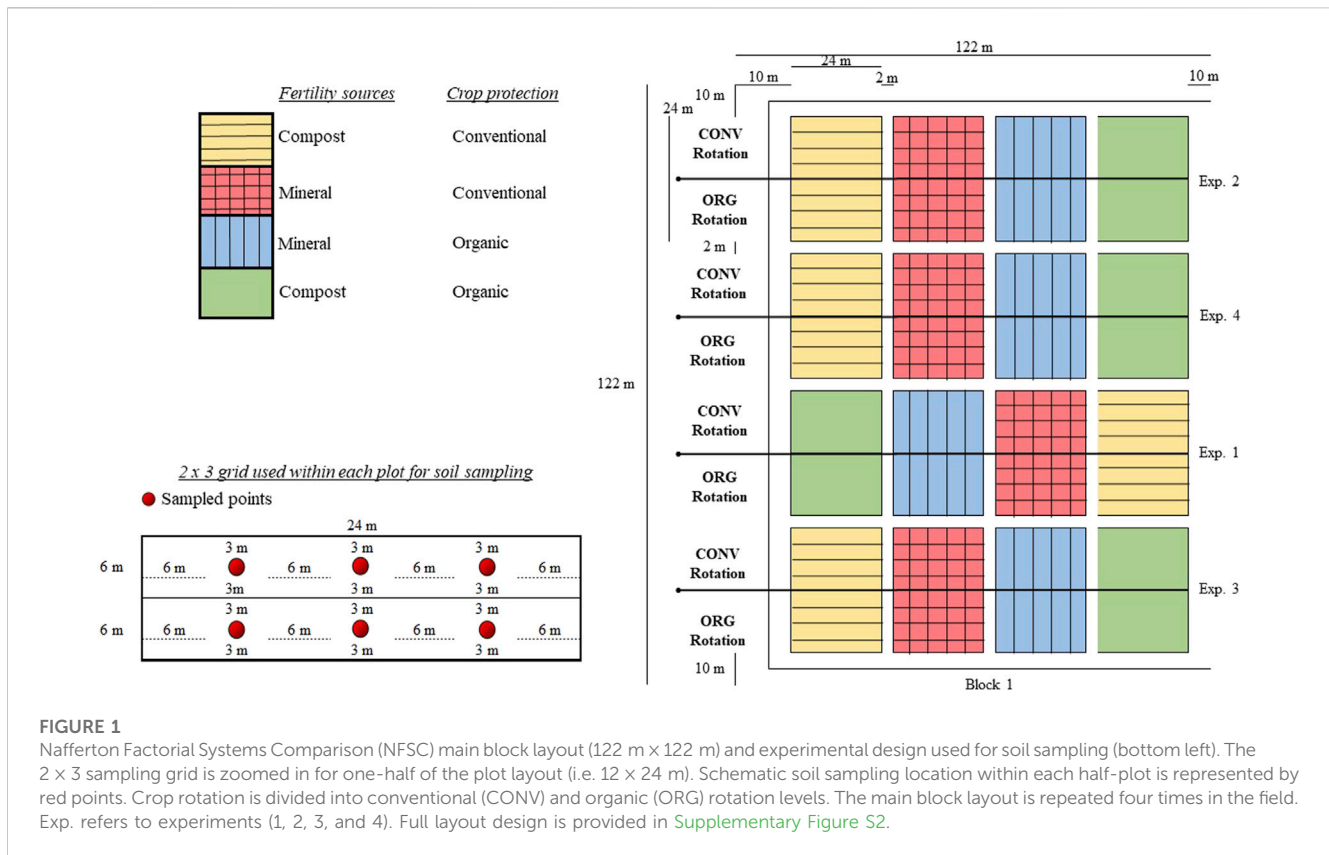 Fertility sources Crop protection
Compost Conventional
Mineral Conventional
Mineral Organic
Compost Organic
2 x 3 grid used within each plot for soil sampling
Sampled points
24 m
3 m 3 m 3 m
6 m 6 m 6 m 6 m 6 m
3m 3 m 3 m
3 m 3 m 3 m
6 m 6 m 6 m 6 m 6 m
3 m 3 m 3 m
122 m
24 m
10 m 2 m 10 m
10 m
24 m
CONV
Rotation
Exp. 2
ORG
Rotation
2 m
CONV
Rotation
Exp. 4
ORG
Rotation
122 m
CONV
Rotation
Exp. 1
ORG
Rotation
CONV
Rotation
Exp. 3
ORG
Rotation
10 m
Block 1
FIGURE 1
Nafferton Factorial Systems Comparison (NFSC) main block layout (122 m × 122 m) and experimental design used for soil sampling (bottom left). The
2 × 3 sampling grid is zoomed in for one-half of the plot layout (i.e. 12 × 24 m). Schematic soil sampling location within each half-plot is represented by
red points. Crop rotation is divided into conventional (CONV) and organic (ORG) rotation levels. The main block layout is repeated four times in the field.
Exp. refers to experiments (1, 2, 3, and 4). Full layout design is provided in Supplementary Figure S2.